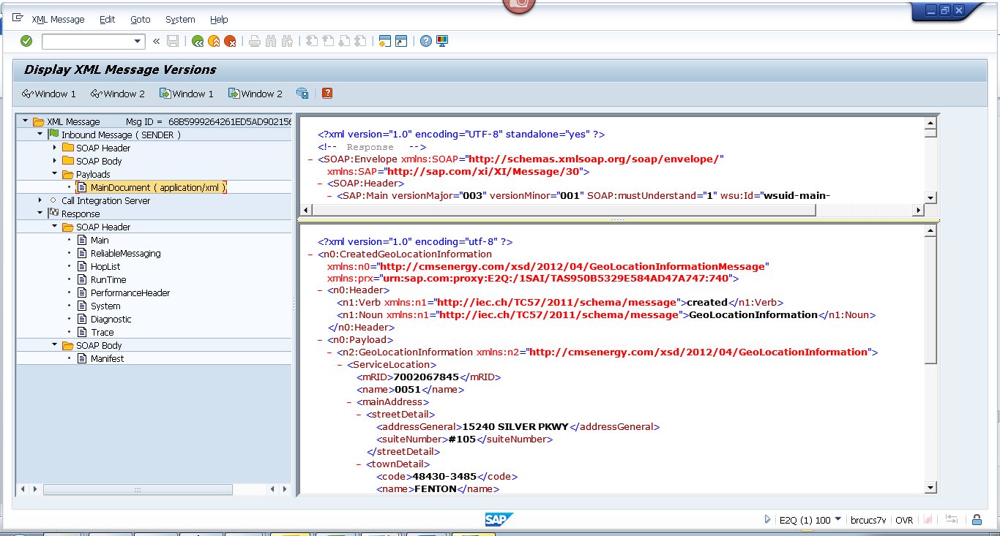 XML Message Edit Goto System Help
Display XML Message Versions
Window 1 Window 2 Window 1 Window 2
XML Message Msg ID = 68B5999264261ED5AD902156
Inbound Message ( SENDER )
SOAP Header
SOAP Body
Payloads
MainDocument ( application/xml )
Call Integration Server
Response
SOAP Header
Main
ReliableMessaging
HopList
RunTime
PerformanceHeader
System
Diagnostic
Trace
SOAP Body
Manifest
<?xml version="1.0" encoding="UTF-8" standalone="yes" ?>
<!-- Response -->
- <SOAP:Envelope xmlns:SOAP="http://schemas.xmlsoap.org/soap/envelope/"
xmlns:SAP="http://sap.com/xi/XI/Message/30">
- <SOAP:Header>
- <SAP:Main versionMajor="003" versionMinor="001" SOAP:mustUnderstand="1" wsu:Id="wsuid-main-
<?xml version="1.0" encoding="utf-8" ?>
- <n0:CreatedGeoLocationInformation
xmlns:n0="http://cmsenergy.com/xsd/2012/04/GeoLocationInformationMessage"
xmlns:prx="urn:sap.com:proxy:E2Q:/1SAI/TAS950B5329E584AD47A747:740">
- <n0:Header>
<n1:Verb xmlns:n1="http://iec.ch/TC57/2011/schema/message">created</n1:Verb>
<n1:Noun xmlns:n1="http://iec.ch/TC57/2011/schema/message">GeoLocationInformation</n1:Noun>
</n0:Header>
- <n0:Payload>
- <n2:GeoLocationInformation xmlns:n2="http://cmsenergy.com/xsd/2012/04/GeoLocationInformation">
- <ServiceLocation>
<mRID>7002067845</mRID>
<name>0051</name>
- <mainAddress>
- <streetDetail>
<addressGeneral>15240 SILVER PKWY</addressGeneral>
<suiteNumber>#105</suiteNumber>
</streetDetail>
- <townDetail>
<code>48430-3485</code>
<name>FENTON</name>
SAP
E2Q (1) 100 brcucs7v OVR